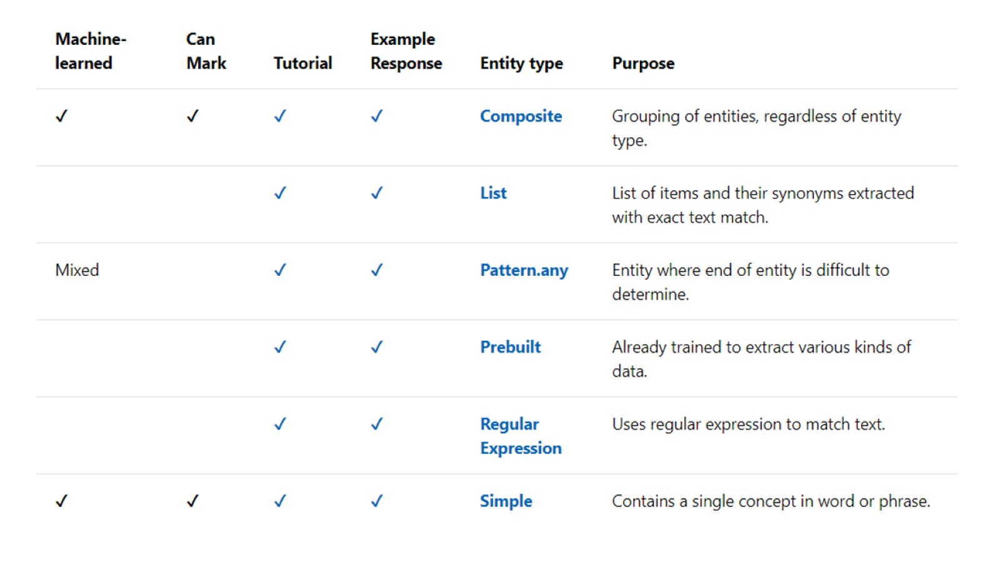 Machine-
learned
Can
Mark
Tutorial
Example
Response
Entity type
Purpose
✓ ✓ ✓ ✓ Composite Grouping of entities, regardless of entity
type.
✓ ✓ List List of items and their synonyms extracted
with exact text match.
Mixed ✓ ✓ Pattern.any Entity where end of entity is difficult to
determine.
✓ ✓ Prebuilt Already trained to extract various kinds of
data.
✓ ✓ Regular
Expression
Uses regular expression to match text.
✓ ✓ ✓ ✓ Simple Contains a single concept in word or phrase.